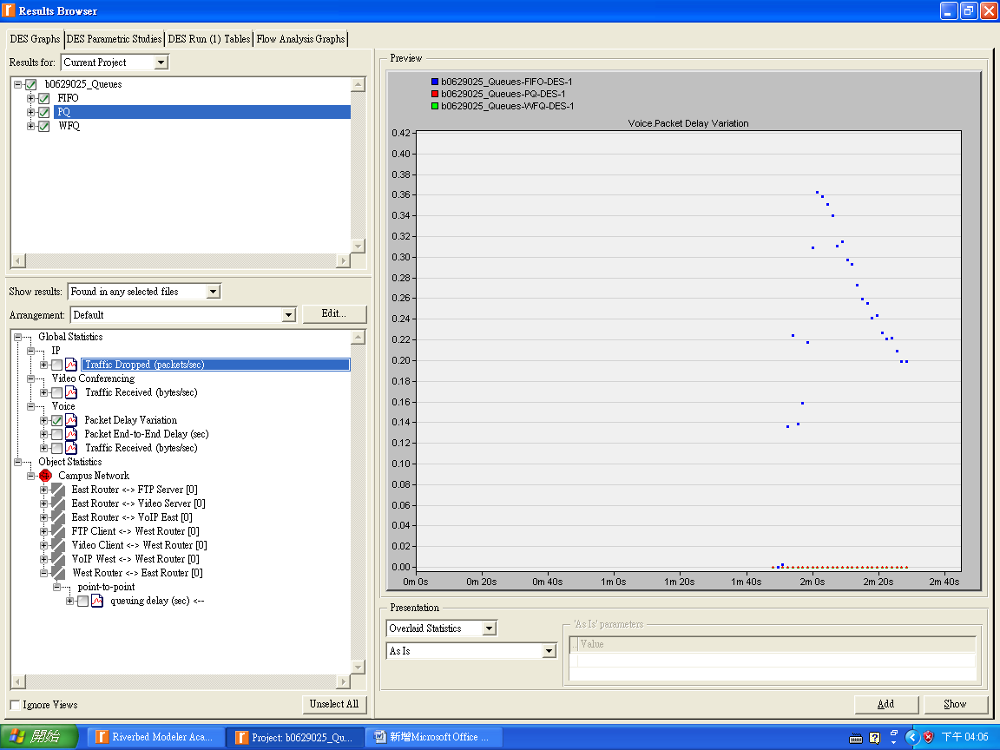 Results Browser
DES Graphs
DES Parametric Studies
DES Run (1) Tables
Flow Analysis Graphs
Results for:
Current Project
b0629025_Queues
FIFO
PQ
WFQ
Show results:
Found in any selected files
Arrangement:
Default
Edit...
Global Statistics
IP
Traffic Dropped (packets/sec)
Video Conferencing
Traffic Received (bytes/sec)
Voice
Packet Delay Variation
Packet End-to-End Delay (sec)
Traffic Received (bytes/sec)
Object Statistics
Campus Network
East Router <-> FTP Server [0]
East Router <-> Video Server [0]
East Router <-> VoIP East [0]
FTP Client <-> West Router [0]
Video Client <-> West Router [0]
VoIP West <-> West Router [0]
West Router <-> East Router [0]
point-to-point
queuing delay (sec) <--
Ignore Views
Unselect All
Preview
b0629025_Queues-FIFO-DES-1
b0629025_Queues-PQ-DES-1
b0629025_Queues-WFQ-DES-1
Voice.Packet Delay Variation
0.42
0.40
0.38
0.36
0.34
0.32
0.30
0.28
0.26
0.24
0.22
0.20
0.18
0.16
0.14
0.12
0.10
0.08
0.06
0.04
0.02
0.00
0m 0s
0m 20s
0m 40s
1m 0s
1m 20s
1m 40s
2m 0s
2m 20s
2m 40s
Presentation
Overlaid Statistics
As Is
'As Is' parameters
.. Value
Add
Show
開始
Riverbed Modeler Aca...
Project: b0629025_Qu...
新增Microsoft Office ...
下午 04:06